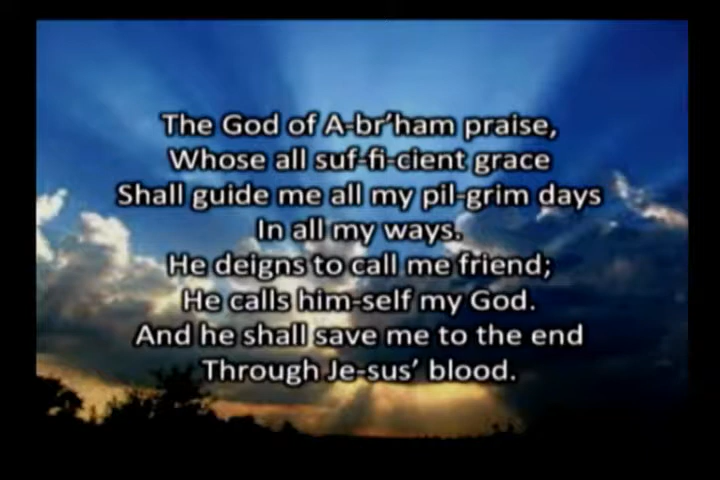 The God of A-br'ham praise,
Whose all suf-fi-cient grace
Shall guide me all my pil-grim days
In all my ways.
He deigns to call me friend;
He calls him-self my God.
And he shall save me to the end
Through Je-sus' blood.